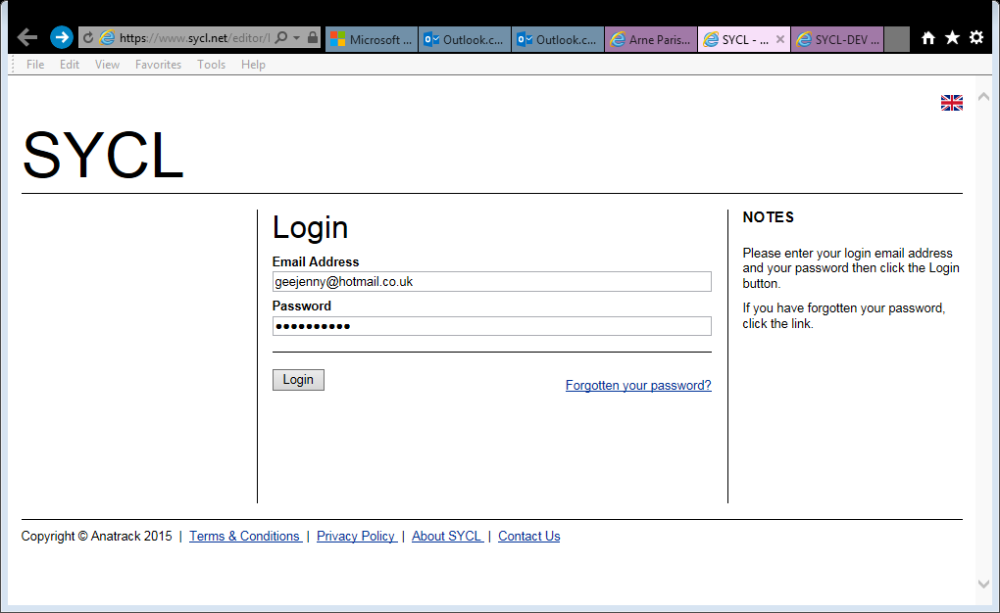 https://www.sycl.net/editor/l
Microsoft ...
Outlook.c...
Outlook.c...
Arne Paris...
SYCL - ...
SYCL-DEV ...
File Edit View Favorites Tools Help
SYCL
Login
Email Address
geejenny@hotmail.co.uk
Password
Login
Forgotten your password?
NOTES
Please enter your login email address
and your password then click the Login
button.
If you have forgotten your password,
click the link.
Copyright © Anatrack 2015 | Terms & Conditions | Privacy Policy | About SYCL | Contact Us